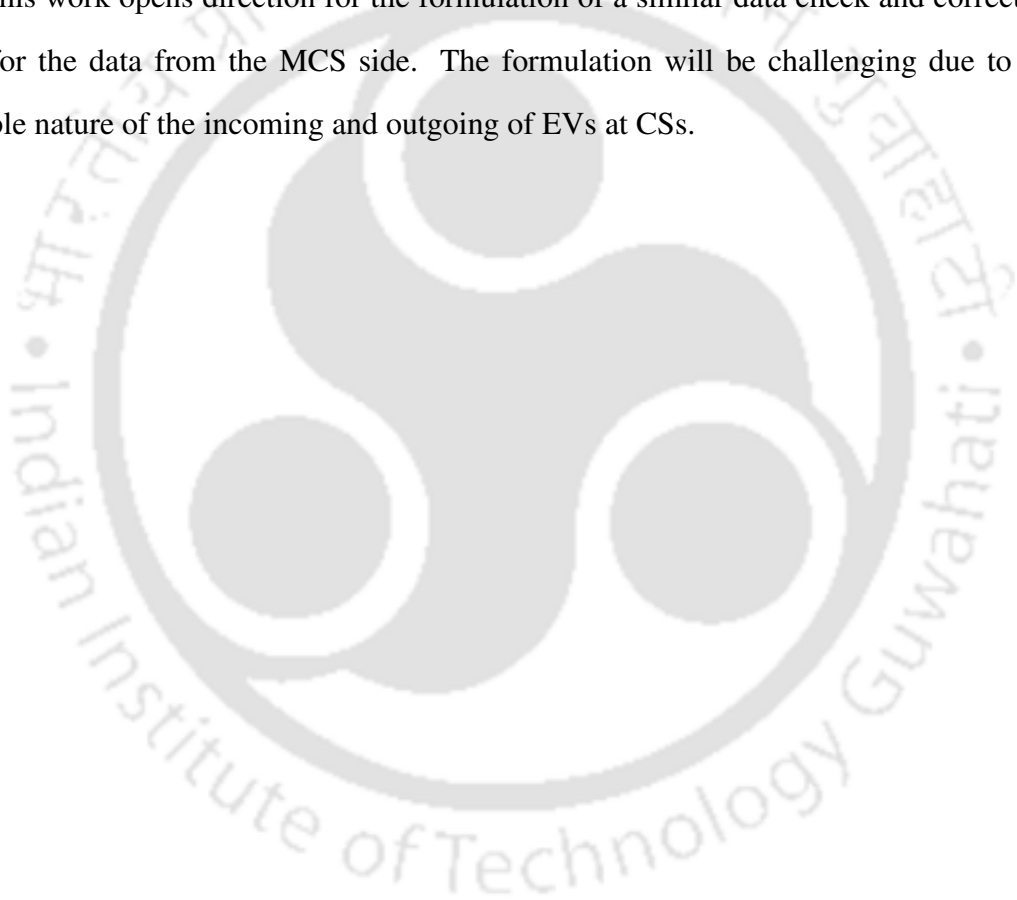 work opens direction for the formulation of a similar data check and correct
for the data from the MCS side. The formulation will be challenging due to
nature of the incoming and outgoing of EVs at CSs.
भारतीय
गुवाहाटी
• Indian Institute of Technology Guwahati •